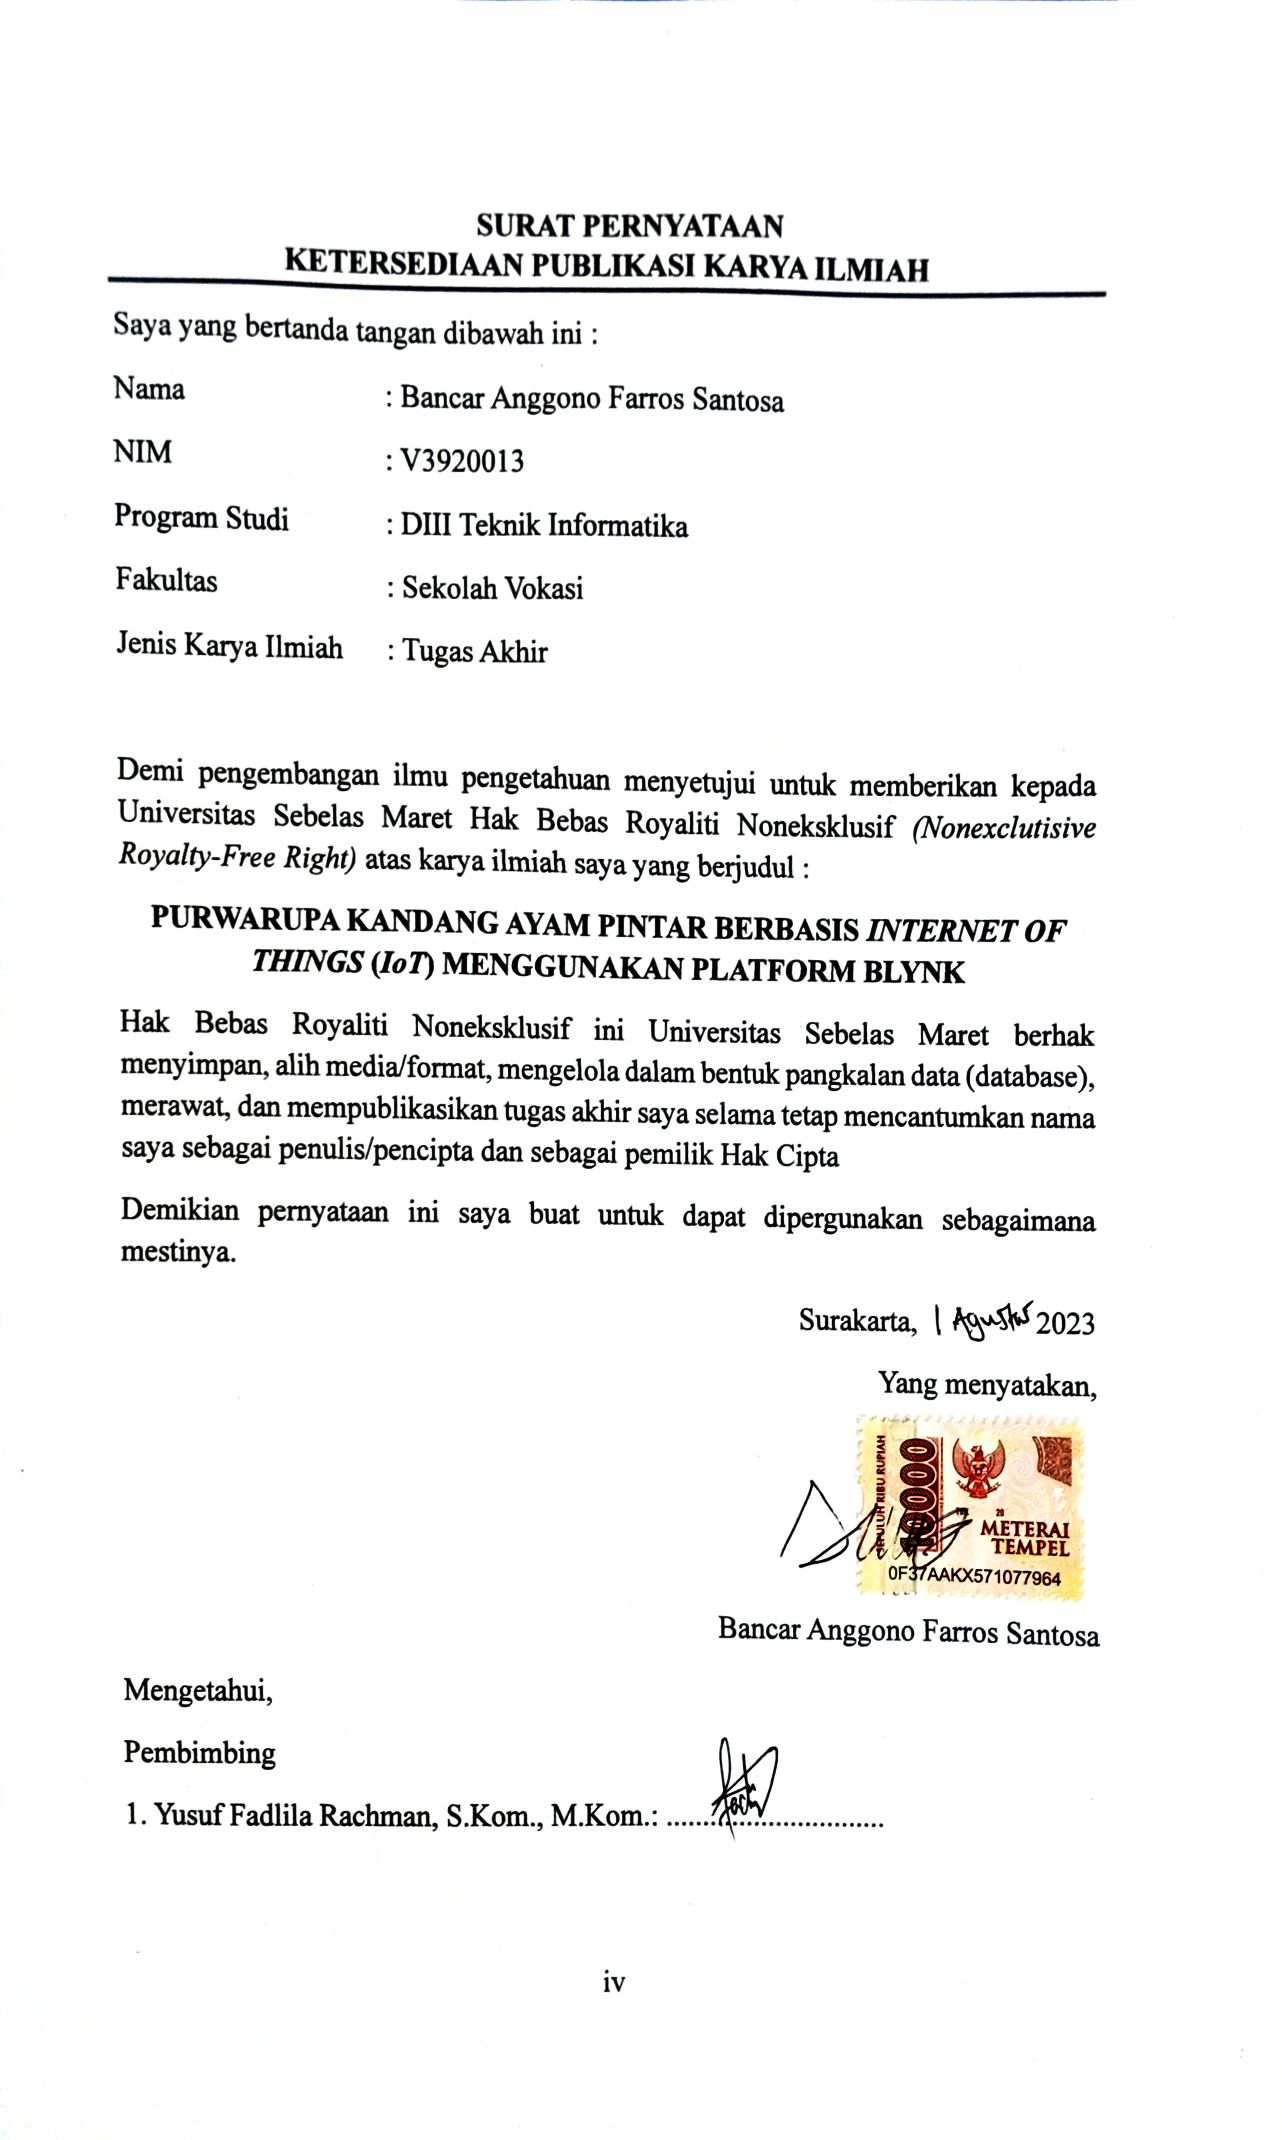 SURAT PERNYATAAN
KETERSEDIAAN PUBLIKASI KARYA ILMIAH
Saya yang bertanda tangan dibawah ini :
Nama : Bancar Anggono Farros Santosa
NIM : V3920013
Program Studi : DIII Teknik Informatika
Fakultas : Sekolah Vokasi
Jenis Karya Ilmiah : Tugas Akhir
Demi pengembangan ilmu pengetahuan menyetujui untuk memberikan kepada
Universitas Sebelas Maret Hak Bebas Royaliti Noneksklusif (Nonexclutisive
Royalty-Free Right) atas karya ilmiah saya yang berjudul :
PURWARUPA KANDANG AYAM PINTAR BERBASIS INTERNET OF
THINGS (IoT) MENGGUNAKAN PLATFORM BLYNK
Hak Bebas Royaliti Noneksklusif ini Universitas Sebelas Maret berhak
menyimpan, alih media/format, mengelola dalam bentuk pangkalan data (database),
merawat, dan mempublikasikan tugas akhir saya selama tetap mencantumkan nama
saya sebagai penulis/pencipta dan sebagai pemilik Hak Cipta
Demikian pernyataan ini saya buat untuk dapat dipergunakan sebagaimana
mestinya.
Surakarta, 1 Agustus 2023
Yang menyatakan,
SEPULUH RIBU RUPIAH
10000
20
METERAI
TEMPEL
0F37AAKX571077964
Bancar Anggono Farros Santosa
Mengetahui,
Pembimbing
1. Yusuf Fadlila Rachman, S.Kom., M.Kom.: ..................................
iv